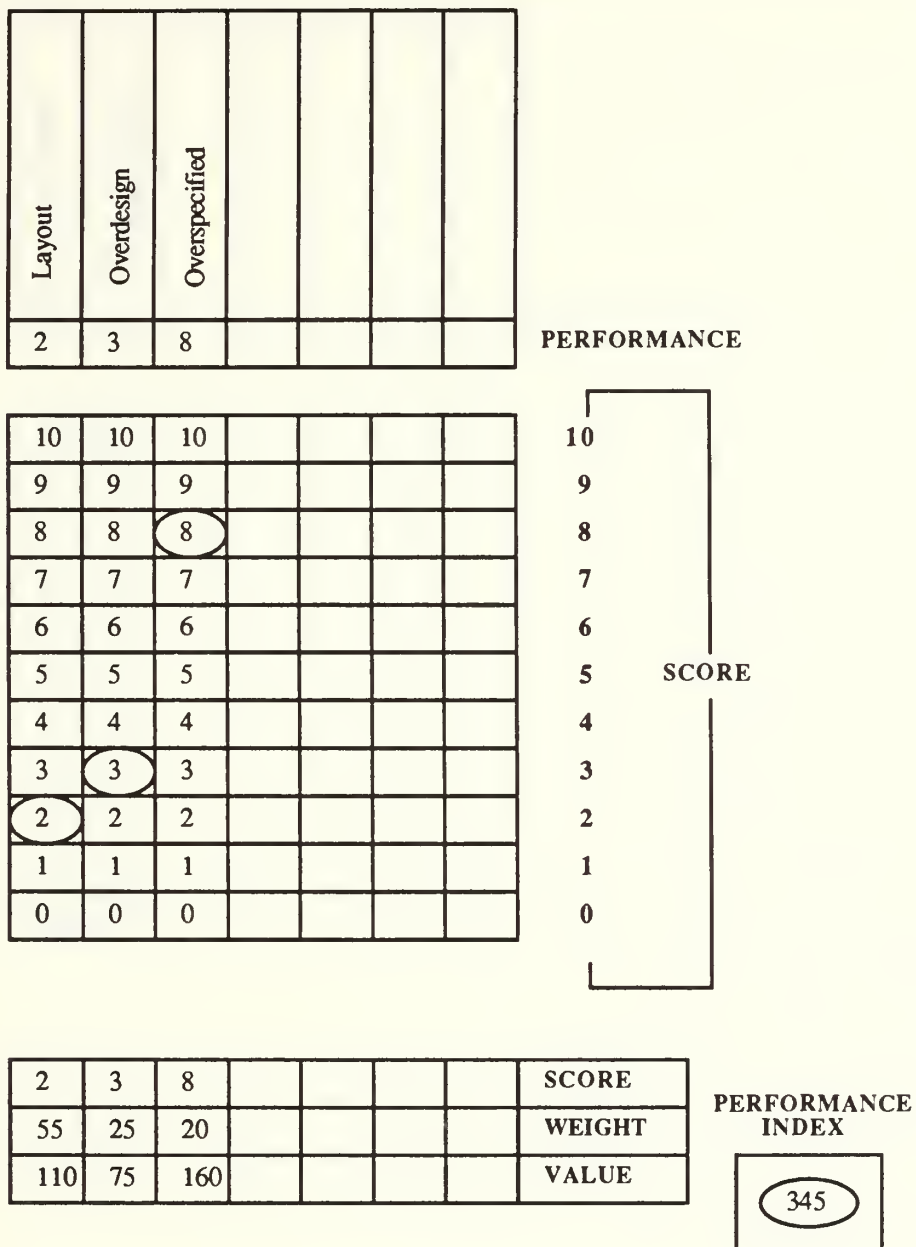 Layout Overdesign Overspecified
2 3 8 PERFORMANCE
10 10 10 10
9 9 9 9
8 8 8 8
7 7 7 7
6 6 6 6
5 5 5 5 SCORE
4 4 4 4
3 3 3 3
2 2 2 2
1 1 1 1
0 0 0 0
2 3 8 SCORE
55 25 20 WEIGHT
110 75 160 VALUE
PERFORMANCE
INDEX
345